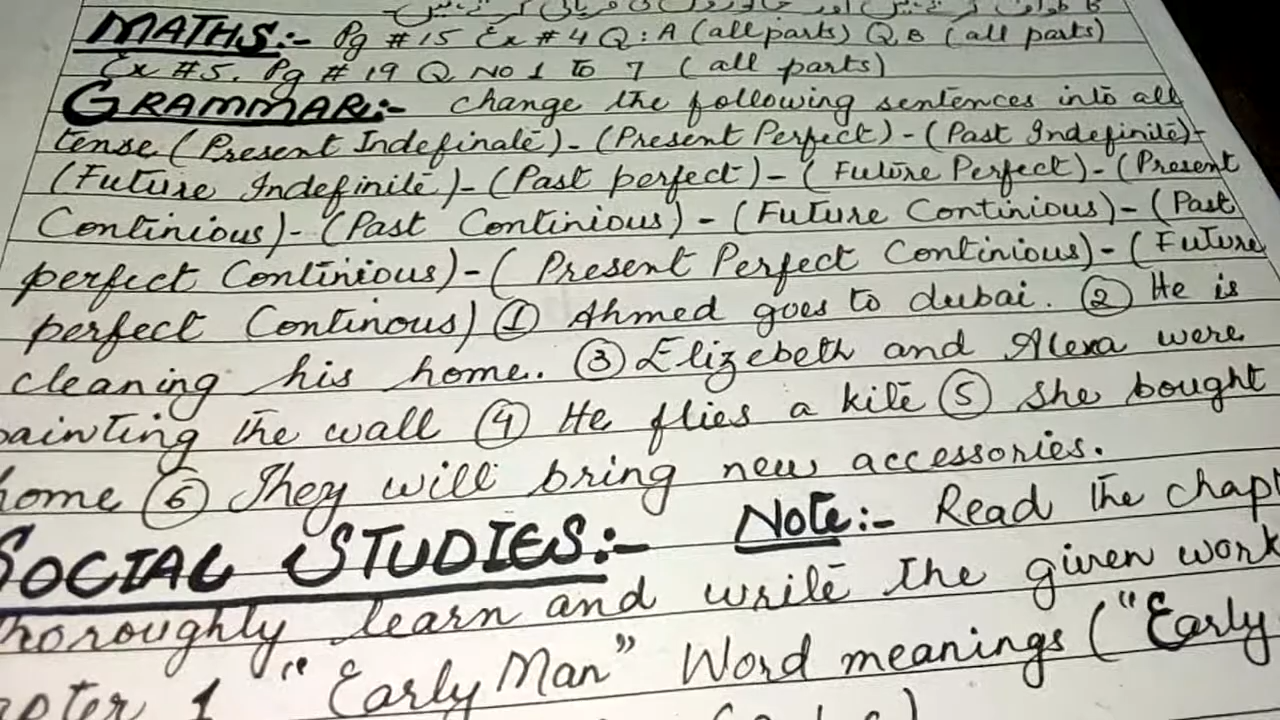 MATHS:- Pg #15 Ex #4 Q:A (all parts) Q B (all parts)
Ex #5. Pg # 19 Q No 1 To 7 (all parts)
GRAMMAR:- change the following sentences into all
tense (Present Indefinate) - (Present Perfect) - (Past Indefinite)-
(Future Indefinite) - (Past perfect) - (Future Perfect) - (Present
Continious) - (Past Continious) - (Future Continious) - (Past
perfect Continious) - (Present Perfect Continious) - (Future
perfect Continous) ① Ahmed goes to dubai. ② He is
cleaning his home. ③ Elizebeth and Alexa were
painting the wall ④ He flies a kite ⑤ She bought
home ⑥ They will bring new accessories.
SOCIAL STUDIES:- Note:- Read the chapt
thoroughly learn and write the given work
apter 1 "Early Man" Word meanings ("Early